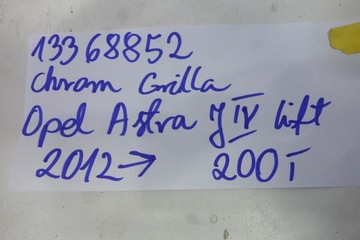 13368852
Chrom Grilla
Opel Astra J IV lift
2012→ 200T